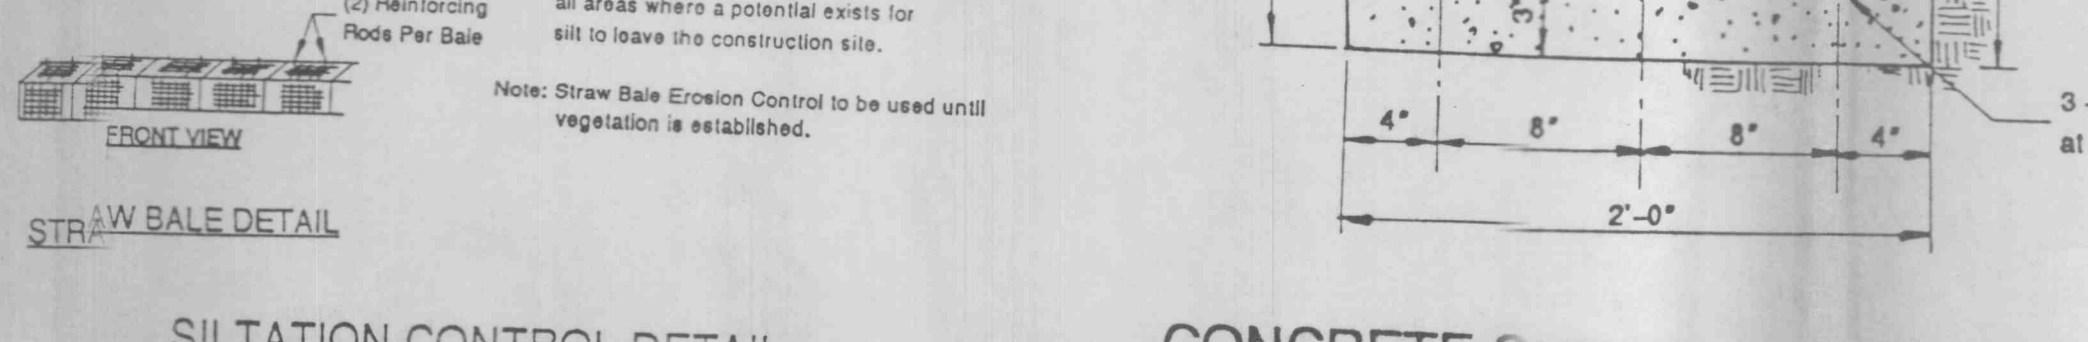 (2) Reinforcing
Rods Per Bale
all areas where a potential exists for
silt to leave the construction site.
Note: Straw Bale Erosion Control to be used until
vegetation is established.
FRONT VIEW
STRAW BALE DETAIL
SILTATION CONTROL DETAIL
3"
4" 8" 8" 4"
2'-0"
3
at
CONCRETE